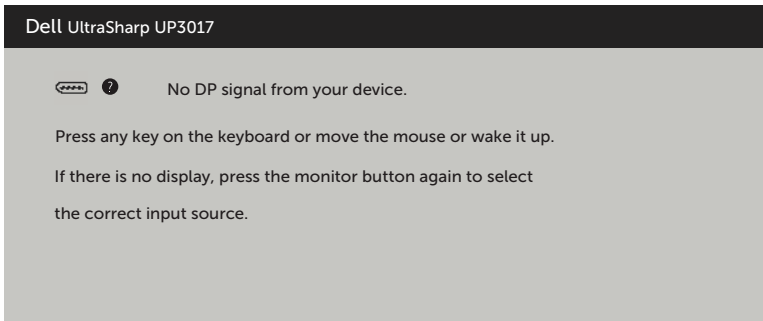 Dell UltraSharp UP3017
? No DP signal from your device.
Press any key on the keyboard or move the mouse or wake it up.
If there is no display, press the monitor button again to select
the correct input source.